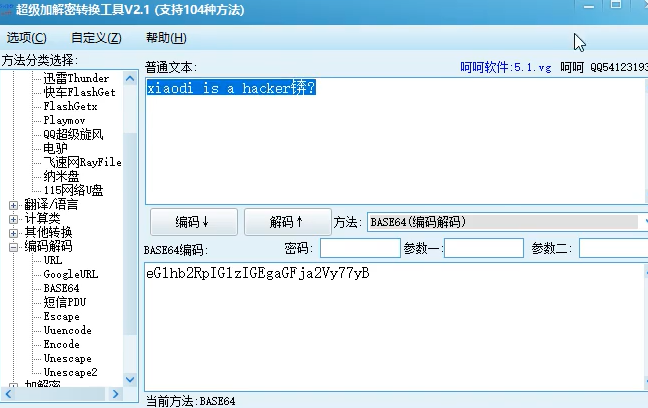 超级加解密转换工具V2.1 (支持104种方法)
选项(C) 自定义(Z) 帮助(H)
方法分类选择:
迅雷Thunder
快车FlashGet
FlashGetx
Playmov
QQ超级旋风
电驴
飞速网RayFile
纳米盘
115网络U盘
翻译/语言
计算类
其他转换
编码解码
URL
GoogleURL
BASE64
短信PDU
Escape
Uuencode
Encode
Unescape
Unescape2
加解密
普通文本:
呵呵软件:5.1.vg 呵呵 QQ54123193
xiaodi is a hacker锛?
编码↓ 解码↑ 方法: BASE64(编码解码)
BASE64编码: 密码: 参数一: 参数二:
eGlhb2RpIGlzIGEgaGFja2Vy77yB
当前方法:BASE64